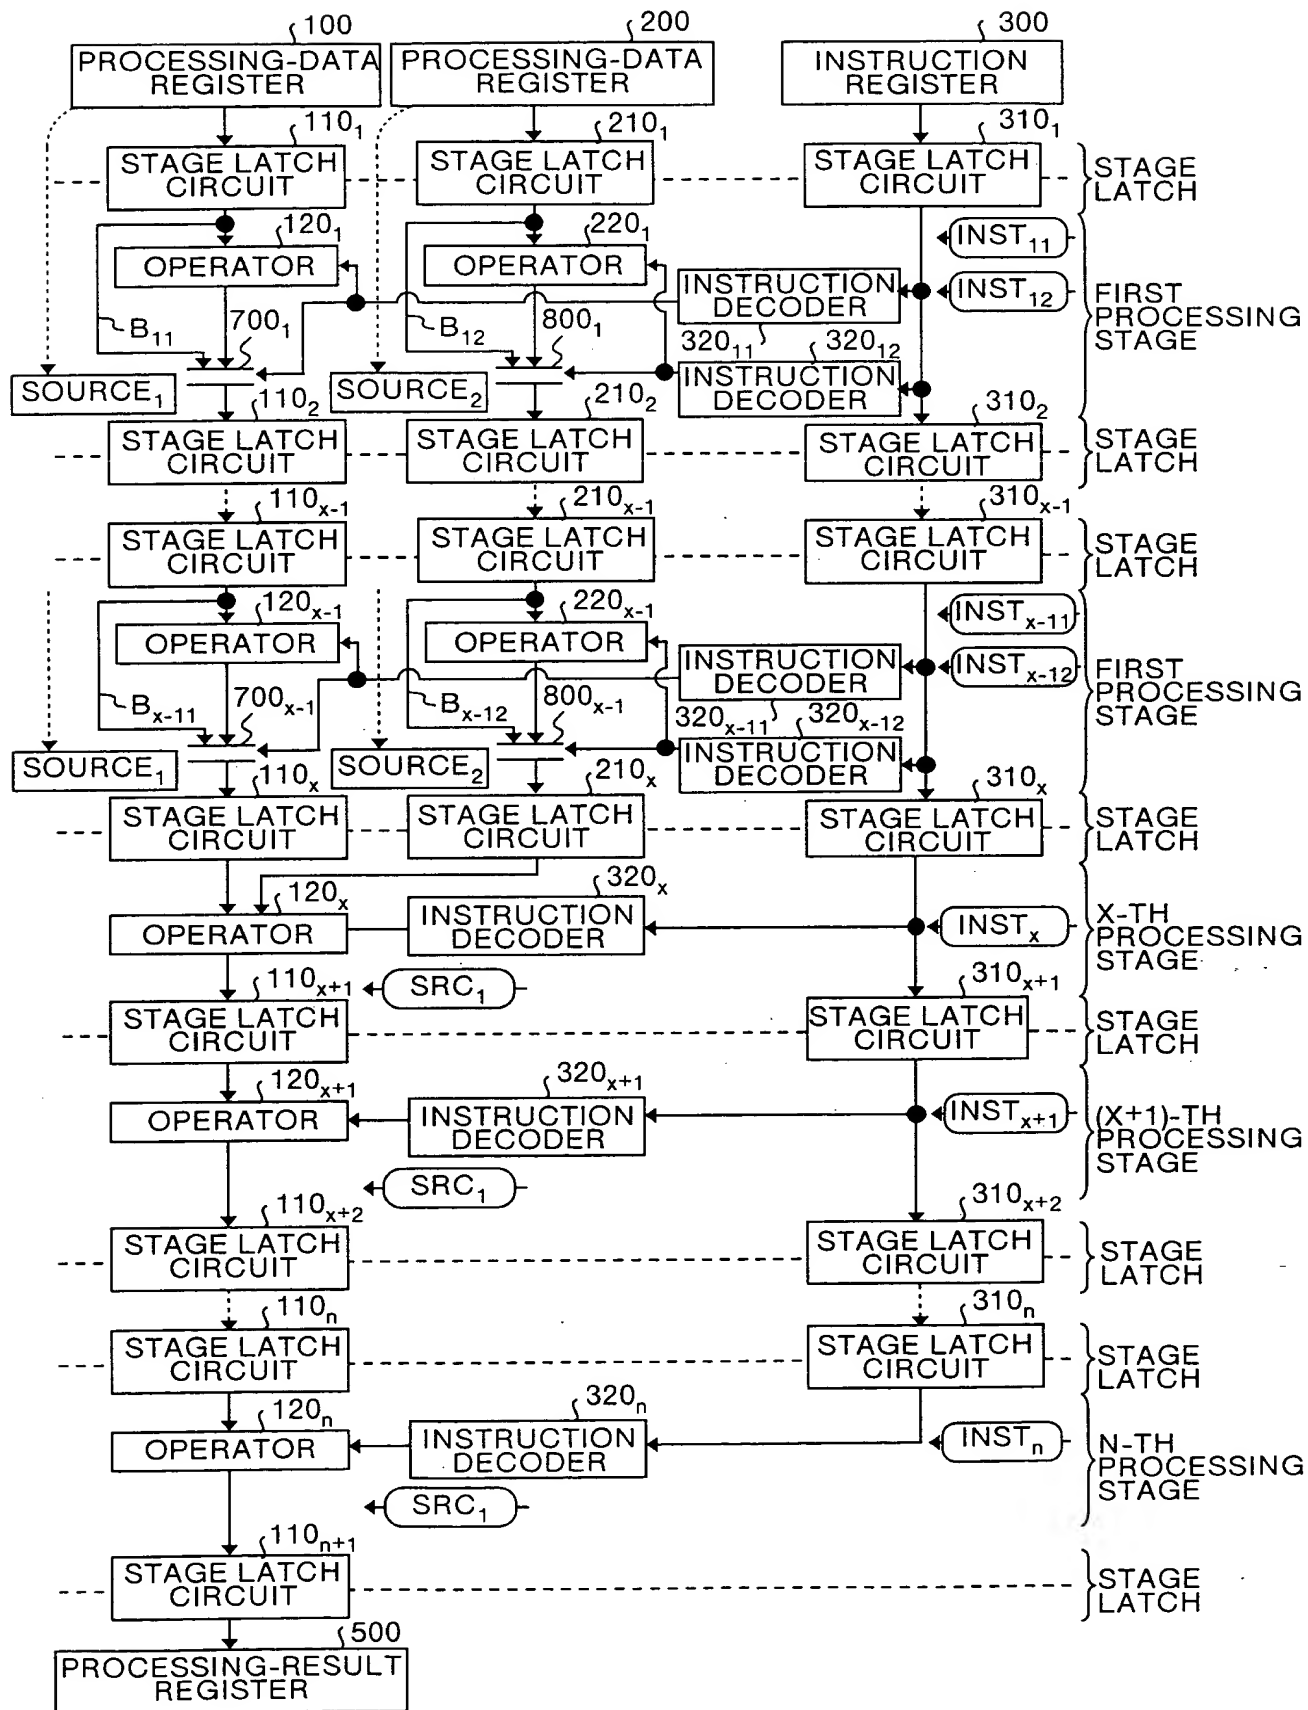 100
200
300
PROCESSING-DATA
REGISTER
PROCESSING-DATA
REGISTER
INSTRUCTION
REGISTER
110₁
210₁
310₁
STAGE LATCH
CIRCUIT
STAGE LATCH
CIRCUIT
STAGE LATCH
CIRCUIT
STAGE
LATCH
120₁
220₁
INST₁₁
OPERATOR
OPERATOR
INSTRUCTION
DECODER
INST₁₂
FIRST
PROCESSING
STAGE
B₁₁
700₁
B₁₂
800₁
320₁₁
320₁₂
SOURCE₁
SOURCE₂
INSTRUCTION
DECODER
110₂
210₂
310₂
STAGE LATCH
CIRCUIT
STAGE LATCH
CIRCUIT
STAGE LATCH
CIRCUIT
STAGE
LATCH
110ₓ₋₁
210ₓ₋₁
310ₓ₋₁
STAGE LATCH
CIRCUIT
STAGE LATCH
CIRCUIT
STAGE LATCH
CIRCUIT
STAGE
LATCH
120ₓ₋₁
220ₓ₋₁
INSTₓ₋₁₁
OPERATOR
OPERATOR
INSTRUCTION
DECODER
INSTₓ₋₁₂
FIRST
PROCESSING
STAGE
Bₓ₋₁₁
700ₓ₋₁
Bₓ₋₁₂
800ₓ₋₁
320ₓ₋₁₁
320ₓ₋₁₂
SOURCE₁
SOURCE₂
INSTRUCTION
DECODER
110ₓ
210ₓ
310ₓ
STAGE LATCH
CIRCUIT
STAGE LATCH
CIRCUIT
STAGE LATCH
CIRCUIT
STAGE
LATCH
120ₓ
320ₓ
OPERATOR
INSTRUCTION
DECODER
INSTₓ
X-TH
PROCESSING
STAGE
110ₓ₊₁
SRC₁
310ₓ₊₁
STAGE LATCH
CIRCUIT
STAGE LATCH
CIRCUIT
STAGE
LATCH
120ₓ₊₁
320ₓ₊₁
OPERATOR
INSTRUCTION
DECODER
INSTₓ₊₁
(X+1)-TH
PROCESSING
STAGE
SRC₁
110ₓ₊₂
310ₓ₊₂
STAGE LATCH
CIRCUIT
STAGE LATCH
CIRCUIT
STAGE
LATCH
110ₙ
310ₙ
STAGE LATCH
CIRCUIT
STAGE LATCH
CIRCUIT
STAGE
LATCH
120ₙ
320ₙ
OPERATOR
INSTRUCTION
DECODER
INSTₙ
N-TH
PROCESSING
STAGE
SRC₁
110ₙ₊₁
STAGE LATCH
CIRCUIT
STAGE
LATCH
500
PROCESSING-RESULT
REGISTER